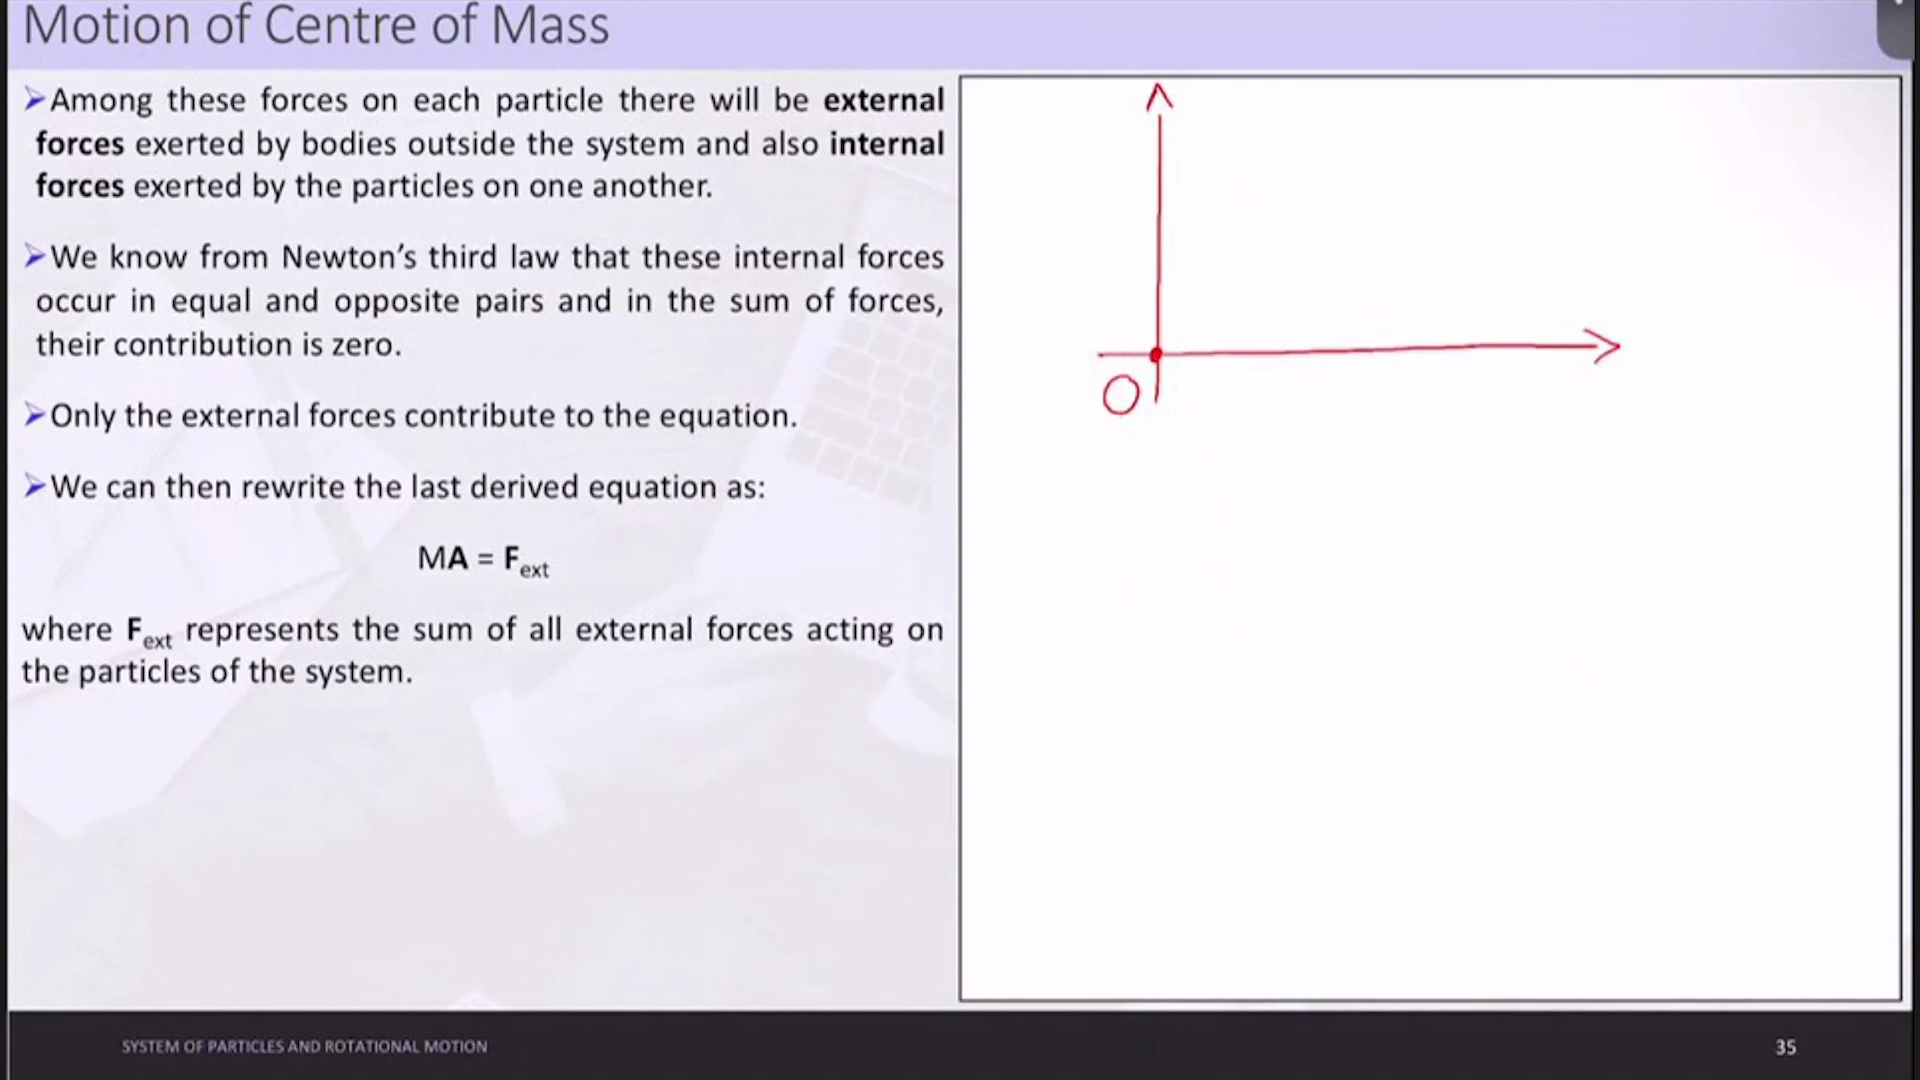 Motion of Centre of Mass
➢Among these forces on each particle there will be external
forces exerted by bodies outside the system and also internal
forces exerted by the particles on one another.
➢We know from Newton’s third law that these internal forces
occur in equal and opposite pairs and in the sum of forces,
their contribution is zero.
➢Only the external forces contribute to the equation.
➢We can then rewrite the last derived equation as:
MA = Fext
where Fext represents the sum of all external forces acting on
the particles of the system.
O
SYSTEM OF PARTICLES AND ROTATIONAL MOTION
35